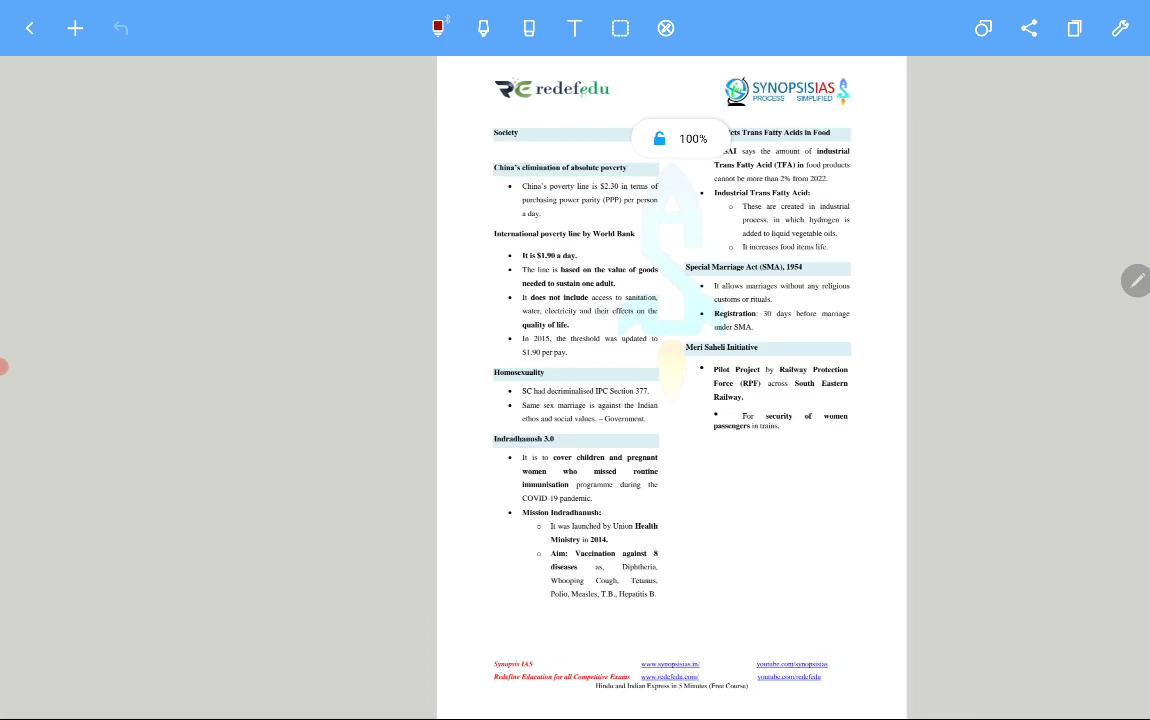 redefedu
SYNOPSISIAS
PROCESS SIMPLIFIED
100%
Society
China's elimination of absolute poverty
• China's poverty line is $2.30 in terms of
purchasing power parity (PPP) per person
a day.
International poverty line by World Bank
• It is $1.90 a day.
• The line is based on the value of goods
needed to sustain one adult.
• It does not include access to sanitation,
water, electricity and their effects on the
quality of life.
• In 2015, the threshold was updated to
$1.90 per pay.
Homosexuality
• SC had decriminalised IPC Section 377.
• Same sex marriage is against the Indian
ethos and social values. – Government.
Indradhanush 3.0
• It is to cover children and pregnant
women who missed routine
immunisation programme during the
COVID-19 pandemic.
• Mission Indradhanush:
o It was launched by Union Health
Ministry in 2014.
o Aim: Vaccination against 8
diseases as, Diphtheria,
Whooping Cough, Tetanus,
Polio, Measles, T.B., Hepatitis B.
Trans Fatty Acids in Food
says the amount of industrial
Trans Fatty Acid (TFA) in food products
cannot be more than 2% from 2022.
• Industrial Trans Fatty Acid:
o These are created in industrial
process, in which hydrogen is
added to liquid vegetable oils.
o It increases food items life.
Special Marriage Act (SMA), 1954
• It allows marriages without any religious
customs or rituals.
• Registration: 30 days before marriage
under SMA.
Meri Saheli Initiative
• Pilot Project by Railway Protection
Force (RPF) across South Eastern
Railway.
• For security of women
passengers in trains.
Synopsis IAS www.synopsisias.in/ youtube.com/synopsisias
Redefine Education for all Competitive Exams www.redefedu.com/ youtube.com/redefedu
Hindu and Indian Express in 5 Minutes (Free Course)